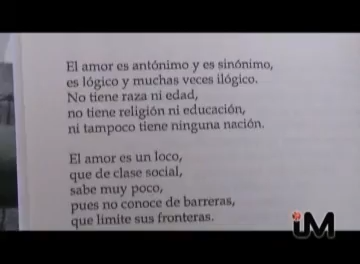 El amor es antónimo y es sinónimo,
es lógico y muchas veces ilógico.
No tiene raza ni edad,
no tiene religión ni educación,
ni tampoco tiene ninguna nación.
El amor es un loco,
que de clase social,
sabe muy poco,
pues no conoce de barreras,
que limite sus fronteras.
iM